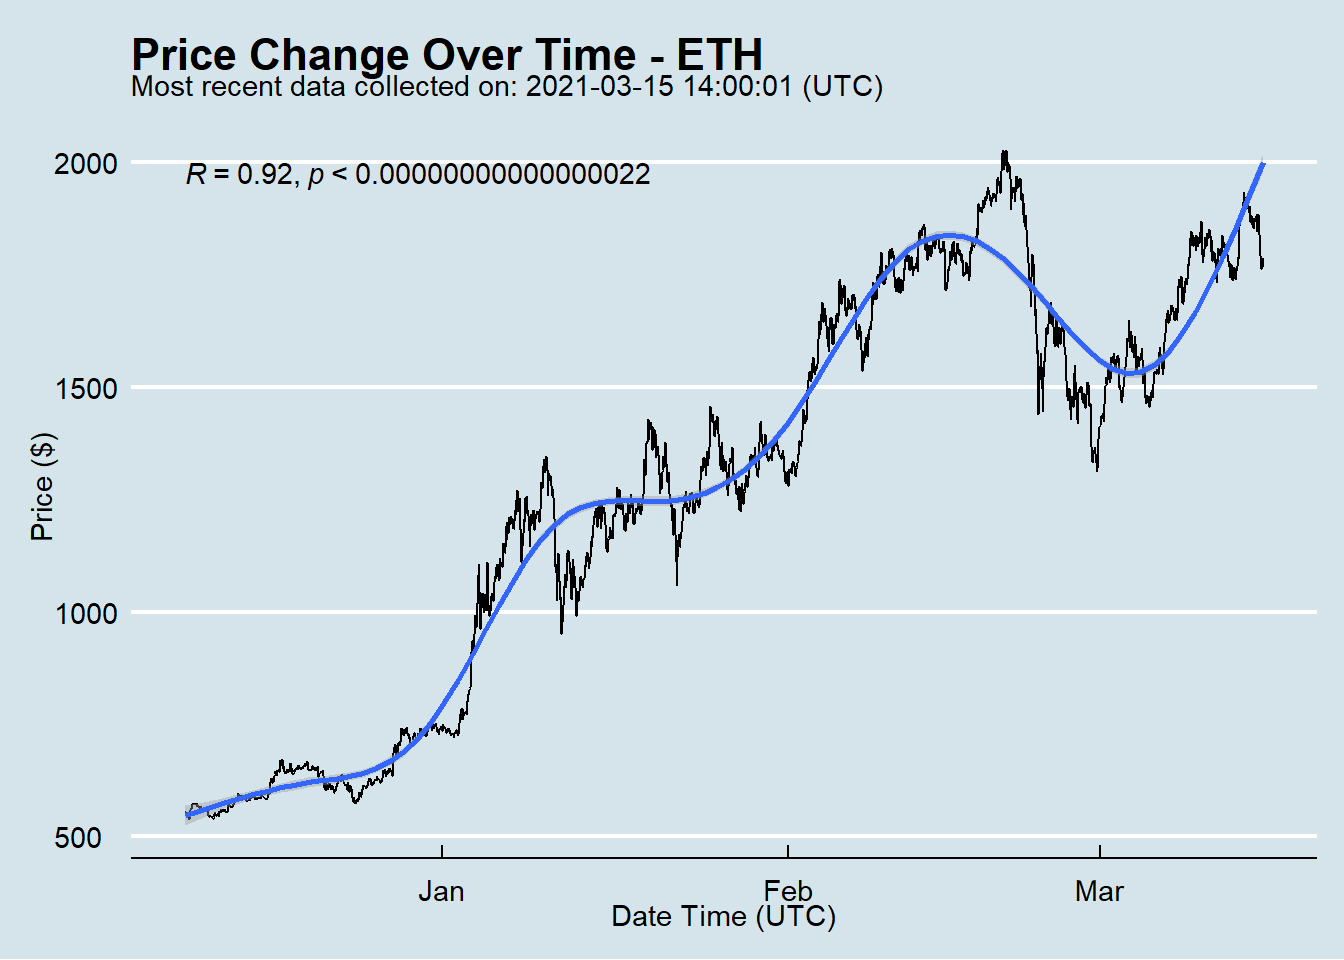 Price Change Over Time - ETH
Most recent data collected on: 2021-03-15 14:00:01 (UTC)
R = 0.92, p < 0.00000000000000022
2000
1500
1000
500
Price ($)
Jan Feb Mar
Date Time (UTC)